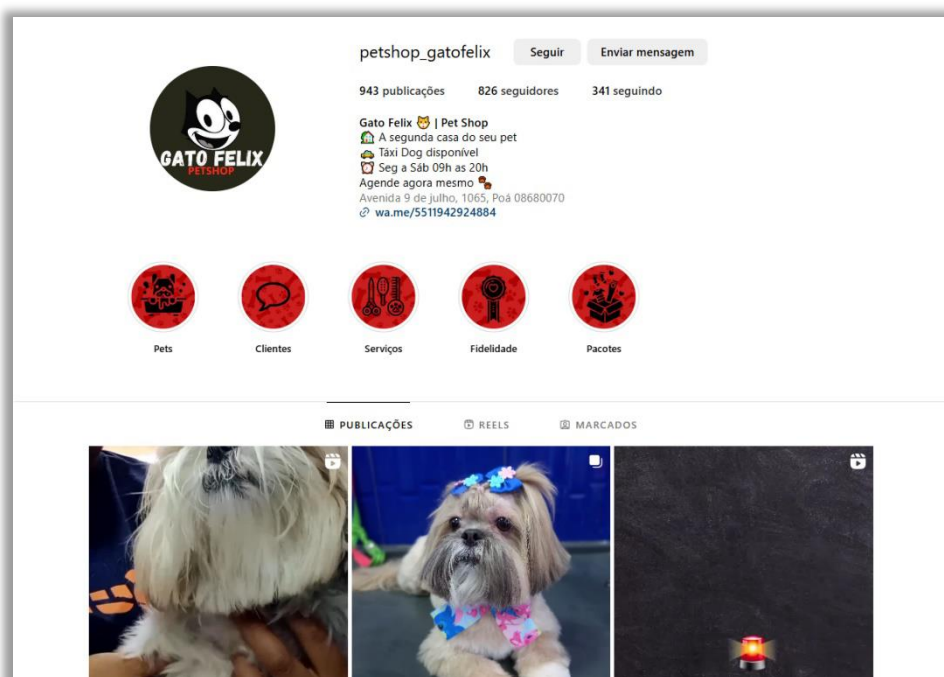 petshop_gatofelix Seguir Enviar mensagem
943 publicações 826 seguidores 341 seguindo
Gato Felix 🐱 | Pet Shop
🏠 A segunda casa do seu pet
🚕 Táxi Dog disponível
⏰ Seg a Sáb 09h as 20h
Agende agora mesmo 🐾
Avenida 9 de julho, 1065, Poá 08680070
wa.me/5511942924884
GATO FELIX
PETSHOP
Pets Clientes Serviços Fidelidade Pacotes
PUBLICAÇÕES REELS MARCADOS